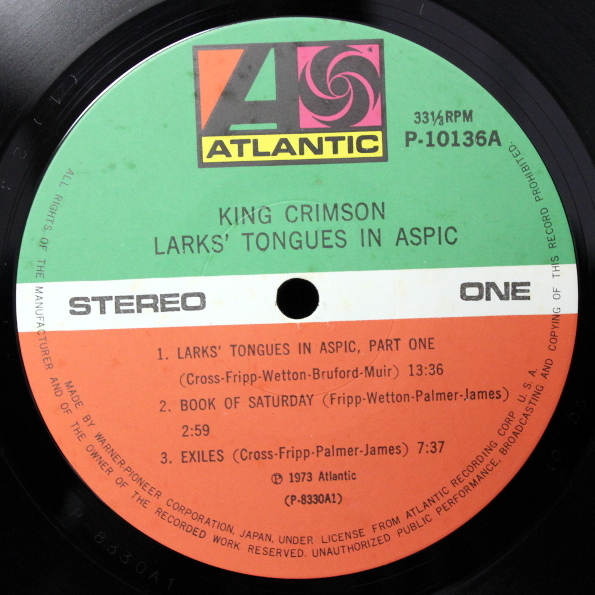 ATLANTIC
33⅓RPM
P-10136A
KING CRIMSON
LARKS' TONGUES IN ASPIC
STEREO
ONE
1. LARKS' TONGUES IN ASPIC, PART ONE
(Cross-Fripp-Wetton-Bruford-Muir) 13:36
2. BOOK OF SATURDAY (Fripp-Wetton-Palmer-James)
2:59
3. EXILES (Cross-Fripp-Palmer-James) 7:37
Ⓟ 1973 Atlantic
(P-8330A1)
MADE BY WARNER-PIONEER CORPORATION, JAPAN, UNDER LICENSE FROM ATLANTIC RECORDING CORP. U.S.A.
ALL RIGHTS OF THE MANUFACTURER AND OF THE OWNER OF THE RECORDED WORK RESERVED. UNAUTHORIZED PUBLIC PERFORMANCE, BROADCASTING AND COPYING OF THIS RECORD PROHIBITED.
8330A1